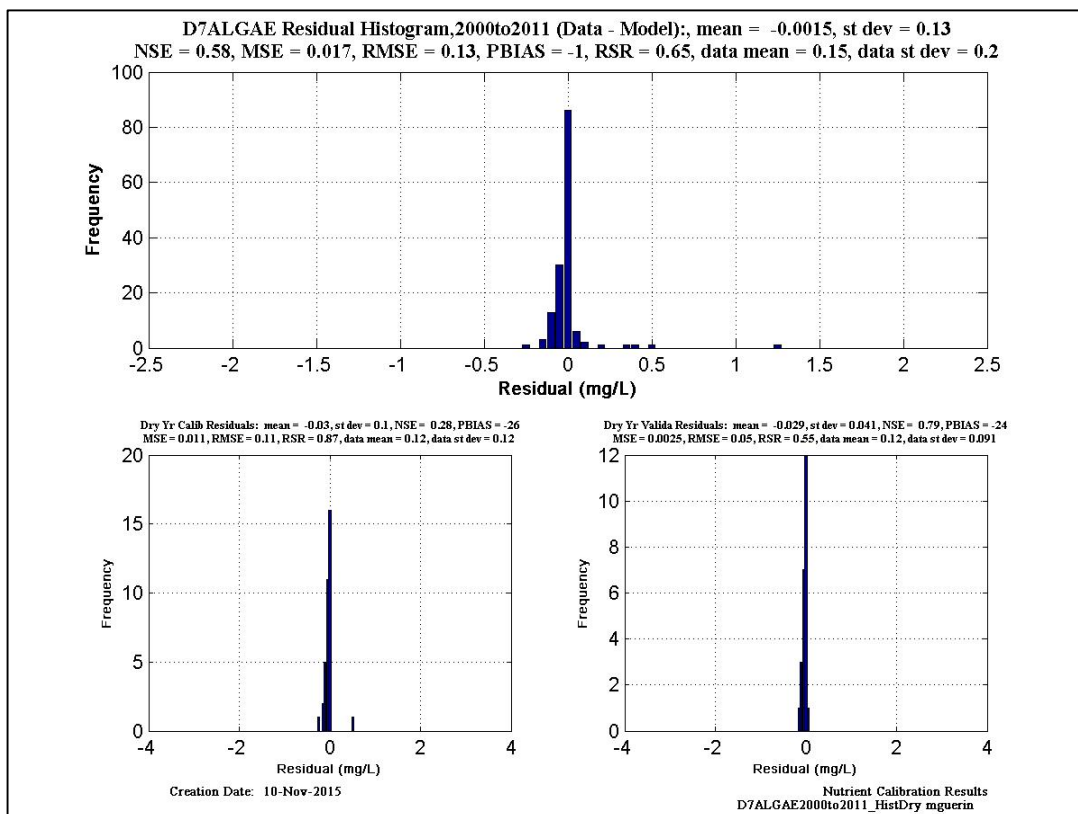 D7ALGAE Residual Histogram,2000to2011 (Data - Model):, mean = -0.0015, st dev = 0.13
NSE = 0.58, MSE = 0.017, RMSE = 0.13, PBIAS = -1, RSR = 0.65, data mean = 0.15, data st dev = 0.2
100
80
60
40
20
0
Frequency
-2.5 -2 -1.5 -1 -0.5 0 0.5 1 1.5 2 2.5
Residual (mg/L)
Dry Yr Calib Residuals: mean = -0.03, st dev = 0.1, NSE = 0.28, PBIAS = -26
MSE = 0.011, RMSE = 0.11, RSR = 0.87, data mean = 0.12, data st dev = 0.12
20
15
10
5
0
Frequency
-4 -2 0 2 4
Residual (mg/L)
Dry Yr Valida Residuals: mean = -0.029, st dev = 0.041, NSE = 0.79, PBIAS = -24
MSE = 0.0025, RMSE = 0.05, RSR = 0.55, data mean = 0.12, data st dev = 0.091
12
10
8
6
4
2
0
Frequency
-4 -2 0 2 4
Residual (mg/L)
Creation Date: 10-Nov-2015
Nutrient Calibration Results
D7ALGAE2000to2011_HistDry mguerin